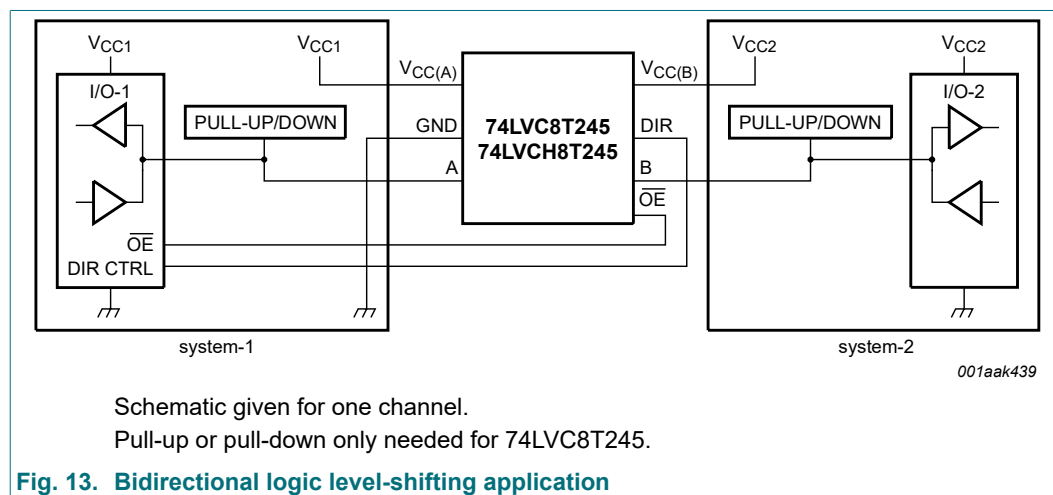 VCC1
VCC1
VCC2
VCC2
I/O-1
VCC(A)
VCC(B)
I/O-2
PULL-UP/DOWN
GND
74LVC8T245
DIR
PULL-UP/DOWN
74LVCH8T245
A
B
OE
OE
DIR CTRL
system-1
system-2
001aak439
Schematic given for one channel.
Pull-up or pull-down only needed for 74LVC8T245.
Fig. 13. Bidirectional logic level-shifting application